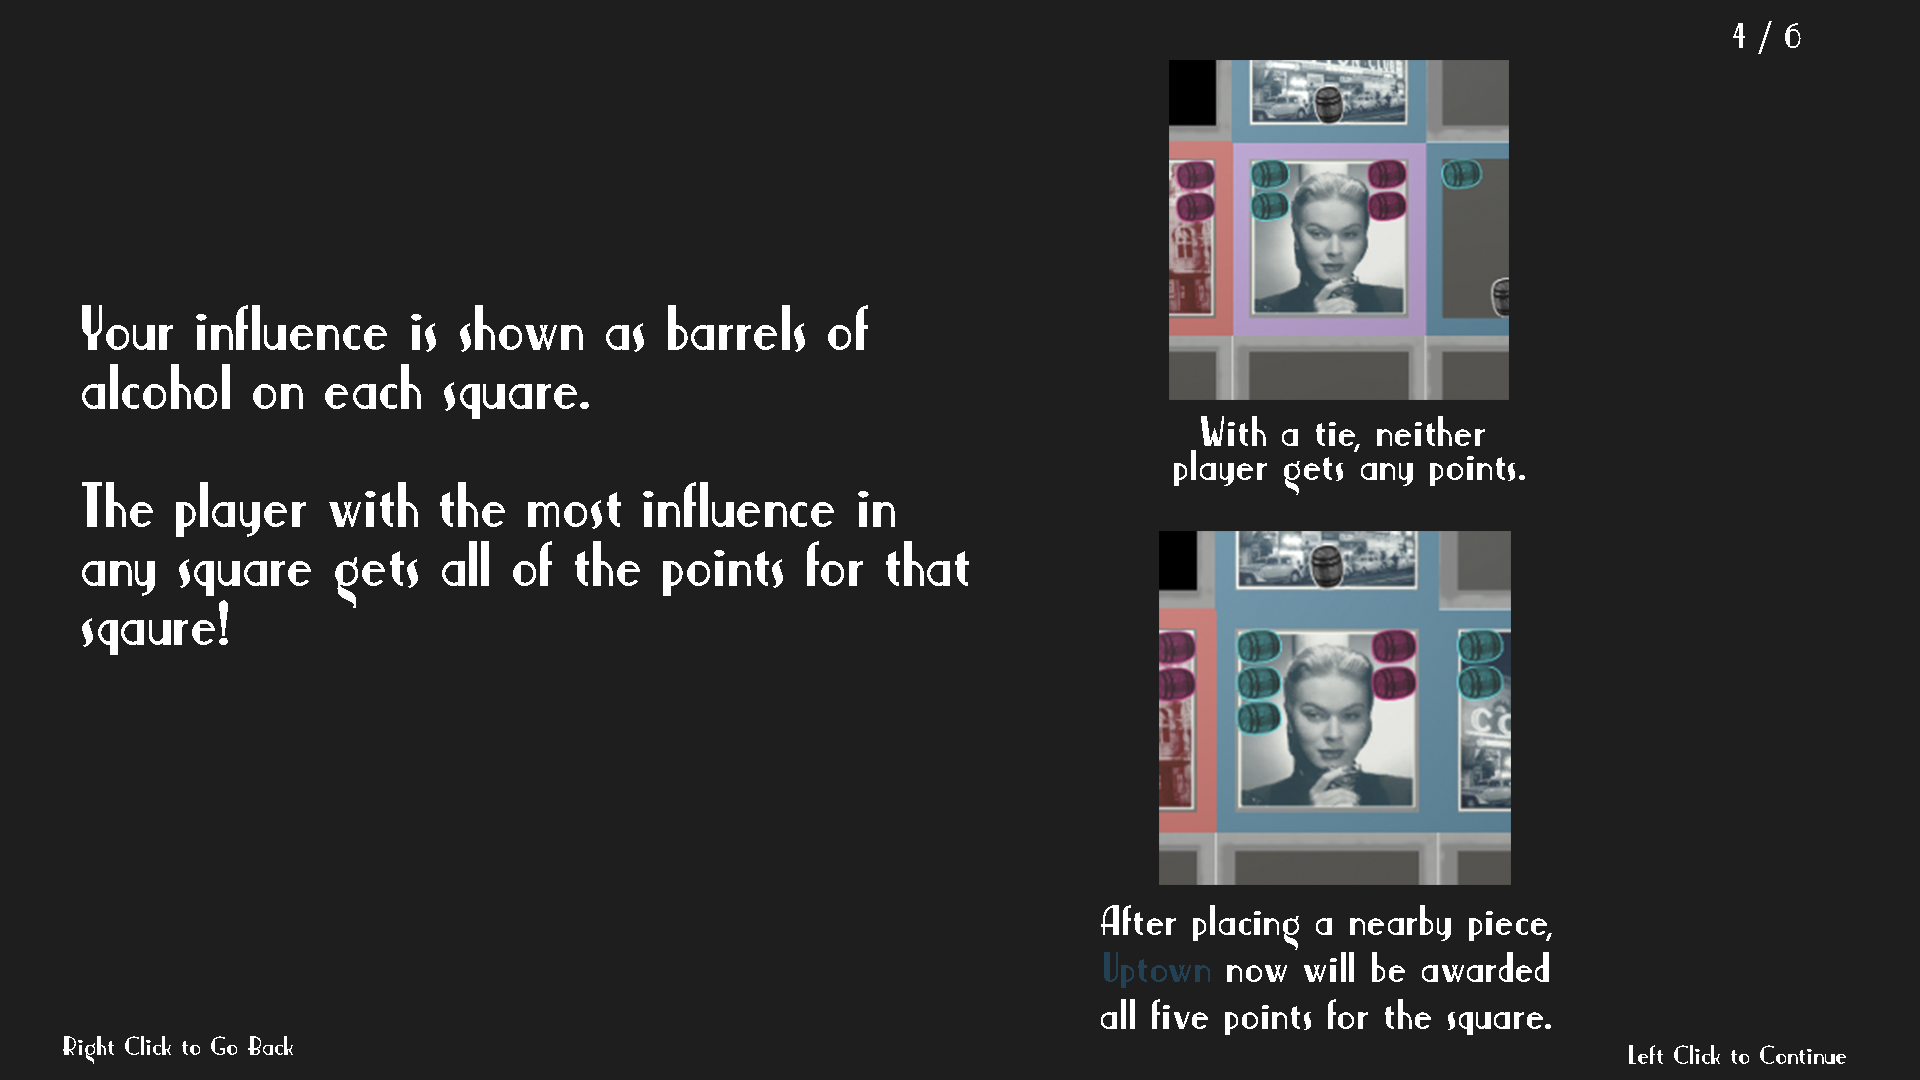 4 / 6
Your influence is shown as barrels of
alcohol on each square.
The player with the most influence in
any square gets all of the points for that
sqaure!
With a tie, neither
player gets any points.
After placing a nearby piece,
Uptown now will be awarded
all five points for the square.
Right Click to Go Back
Left Click to Continue